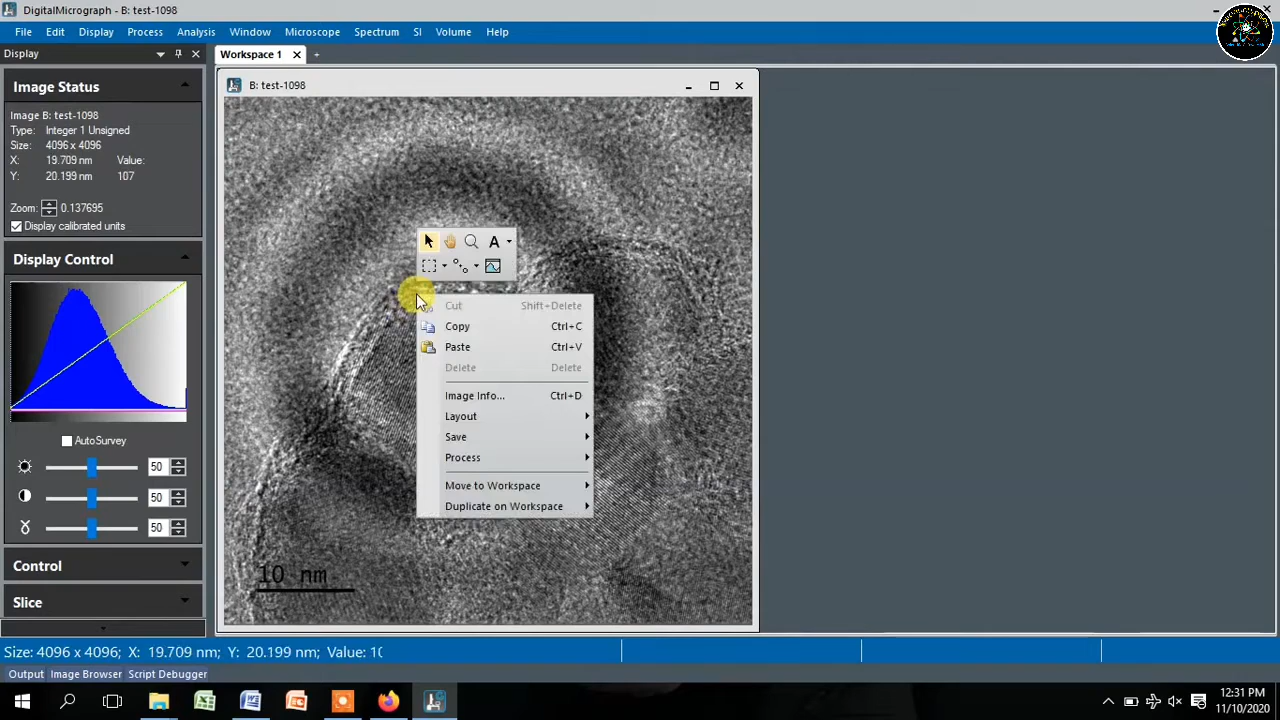 DigitalMicrograph - B: test-1098
File Edit Display Process Analysis Window Microscope Spectrum SI Volume Help
Display
Workspace 1
Image Status
Image B: test-1098
Type: Integer 1 Unsigned
Size: 4096 x 4096
X: 19.709 nm Value:
Y: 20.199 nm 107
Zoom: 0.137695
Display calibrated units
Display Control
AutoSurvey
50
50
50
Control
Slice
B: test-1098
A
Cut Shift+Delete
Copy Ctrl+C
Paste Ctrl+V
Delete Delete
Image Info... Ctrl+D
Layout
Save
Process
Move to Workspace
Duplicate on Workspace
10 nm
Size: 4096 x 4096; X: 19.709 nm; Y: 20.199 nm; Value: 10
Output Image Browser Script Debugger
12:31 PM
11/10/2020